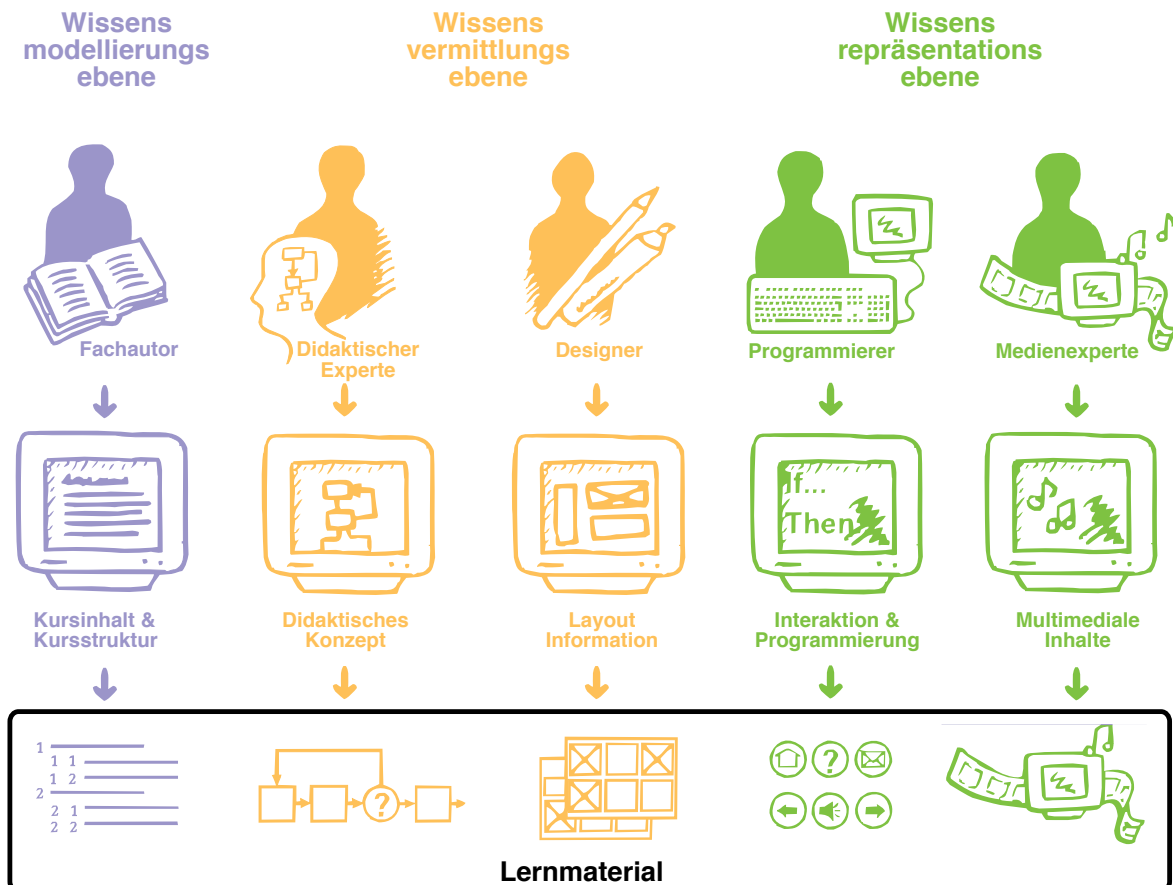 Wissens
modellierungs
ebene
Wissens
vermittlungs
ebene
Wissens
repräsentations
ebene
Fachautor
Didaktischer
Experte
Designer
Programmierer
Medienexperte
If...
Then
Kursinhalt &
Kursstruktur
Didaktisches
Konzept
Layout
Information
Interaktion &
Programmierung
Multimediale
Inhalte
1
1 1
1 2
2
2 1
2 2
?
?
Lernmaterial